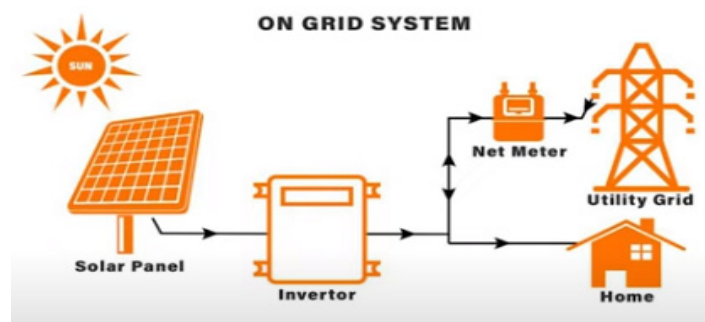 ON GRID SYSTEM
SUN
Net Meter
Utility Grid
Solar Panel
Invertor
Home